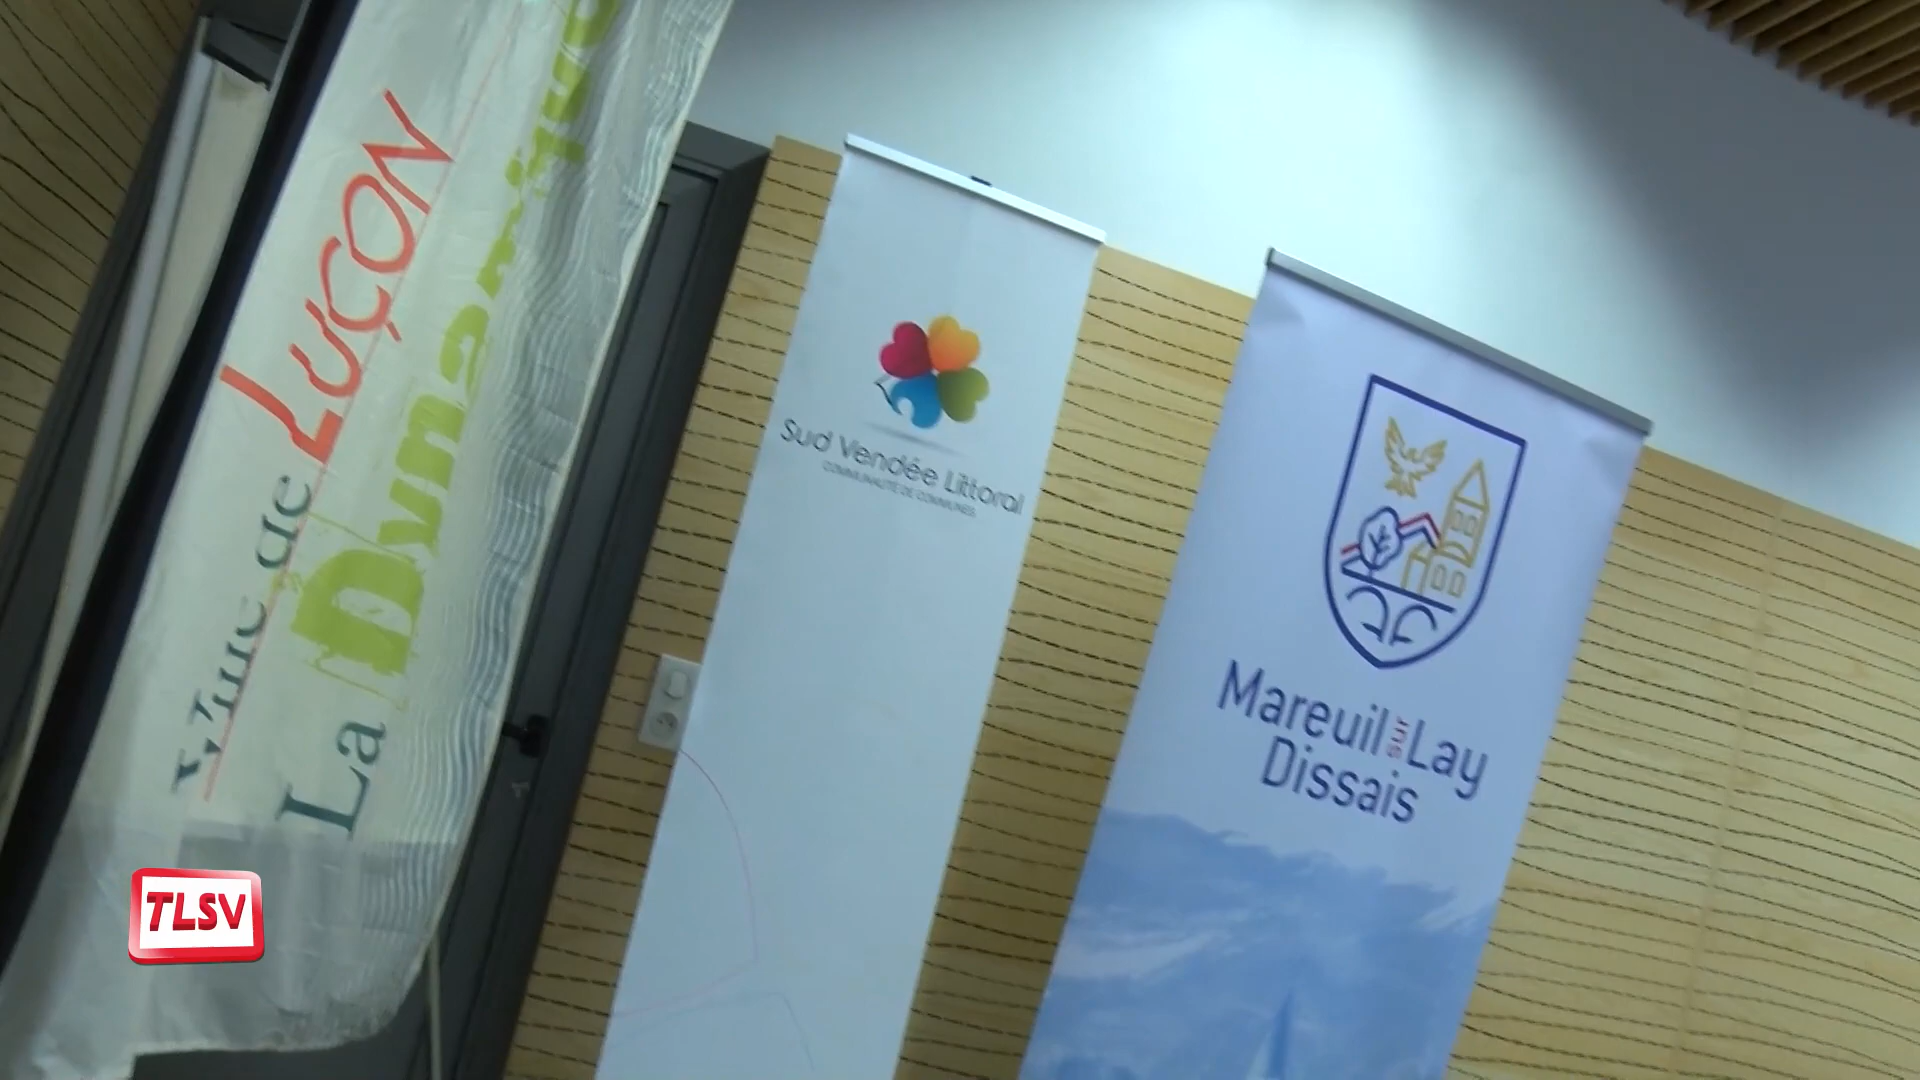 Ville de LUÇON
La Dynamique
Sud Vendée Littoral
COMMUNAUTÉ DE COMMUNES
Mareuil sur Lay
Dissais
TLSV